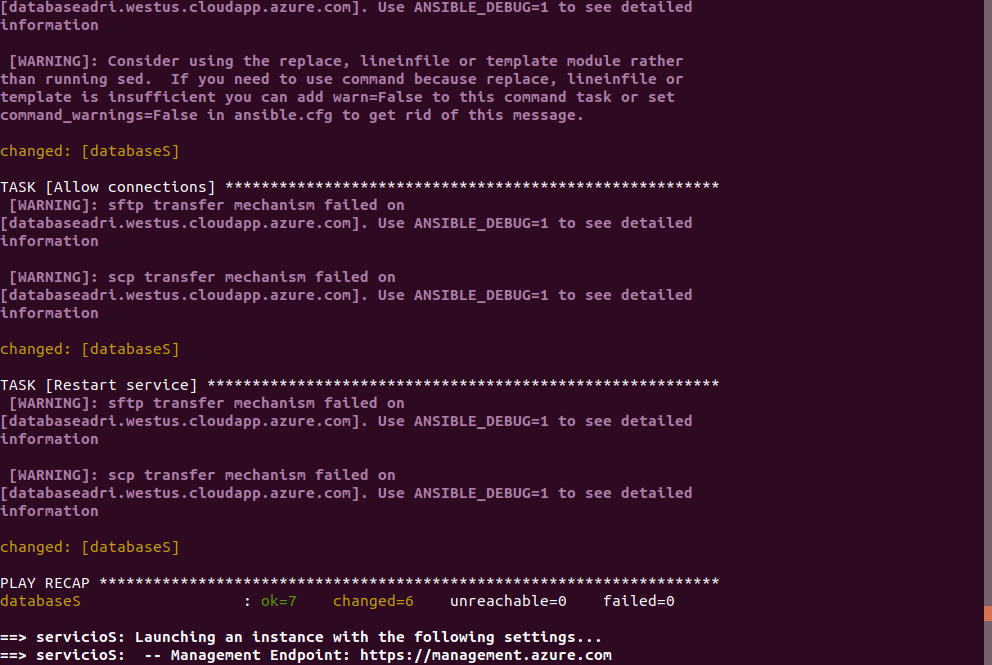 [databaseadri.westus.cloudapp.azure.com]. Use ANSIBLE_DEBUG=1 to see detailed
information
[WARNING]: Consider using the replace, lineinfile or template module rather
than running sed.  If you need to use command because replace, lineinfile or
template is insufficient you can add warn=False to this command task or set
command_warnings=False in ansible.cfg to get rid of this message.
changed: [databaseS]
TASK [Allow connections] *******************************************************
[WARNING]: sftp transfer mechanism failed on
[databaseadri.westus.cloudapp.azure.com]. Use ANSIBLE_DEBUG=1 to see detailed
information
[WARNING]: scp transfer mechanism failed on
[databaseadri.westus.cloudapp.azure.com]. Use ANSIBLE_DEBUG=1 to see detailed
information
changed: [databaseS]
TASK [Restart service] *********************************************************
[WARNING]: sftp transfer mechanism failed on
[databaseadri.westus.cloudapp.azure.com]. Use ANSIBLE_DEBUG=1 to see detailed
information
[WARNING]: scp transfer mechanism failed on
[databaseadri.westus.cloudapp.azure.com]. Use ANSIBLE_DEBUG=1 to see detailed
information
changed: [databaseS]
PLAY RECAP *********************************************************************
databaseS                  : ok=7    changed=6    unreachable=0    failed=0
==> servicioS: Launching an instance with the following settings...
==> servicioS:  -- Management Endpoint: https://management.azure.com